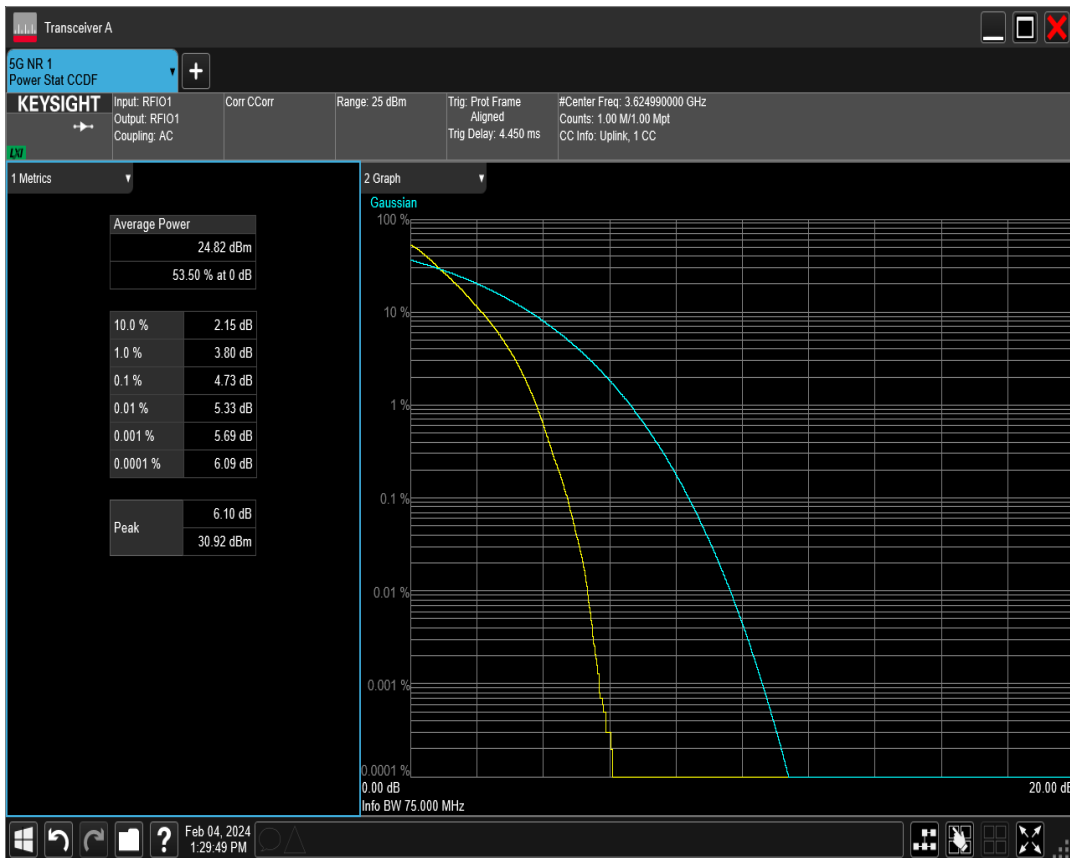 Transceiver A
5G NR 1
Power Stat CCDF
KEYSIGHT
LXI
Input: RFIO1
Output: RFIO1
Coupling: AC
Corr CCorr
Range: 25 dBm
Trig: Prot Frame
Aligned
Trig Delay: 4.450 ms
#Center Freq: 3.624990000 GHz
Counts: 1.00 M/1.00 Mpt
CC Info: Uplink, 1 CC
1 Metrics
Average Power
24.82 dBm
53.50 % at 0 dB
10.0 % 2.15 dB
1.0 % 3.80 dB
0.1 % 4.73 dB
0.01 % 5.33 dB
0.001 % 5.69 dB
0.0001 % 6.09 dB
Peak 6.10 dB
30.92 dBm
2 Graph
Gaussian
100 %
10 %
1 %
0.1 %
0.01 %
0.001 %
0.0001 %
0.00 dB 20.00 dB
Info BW 75.000 MHz
?
Feb 04, 2024
1:29:49 PM